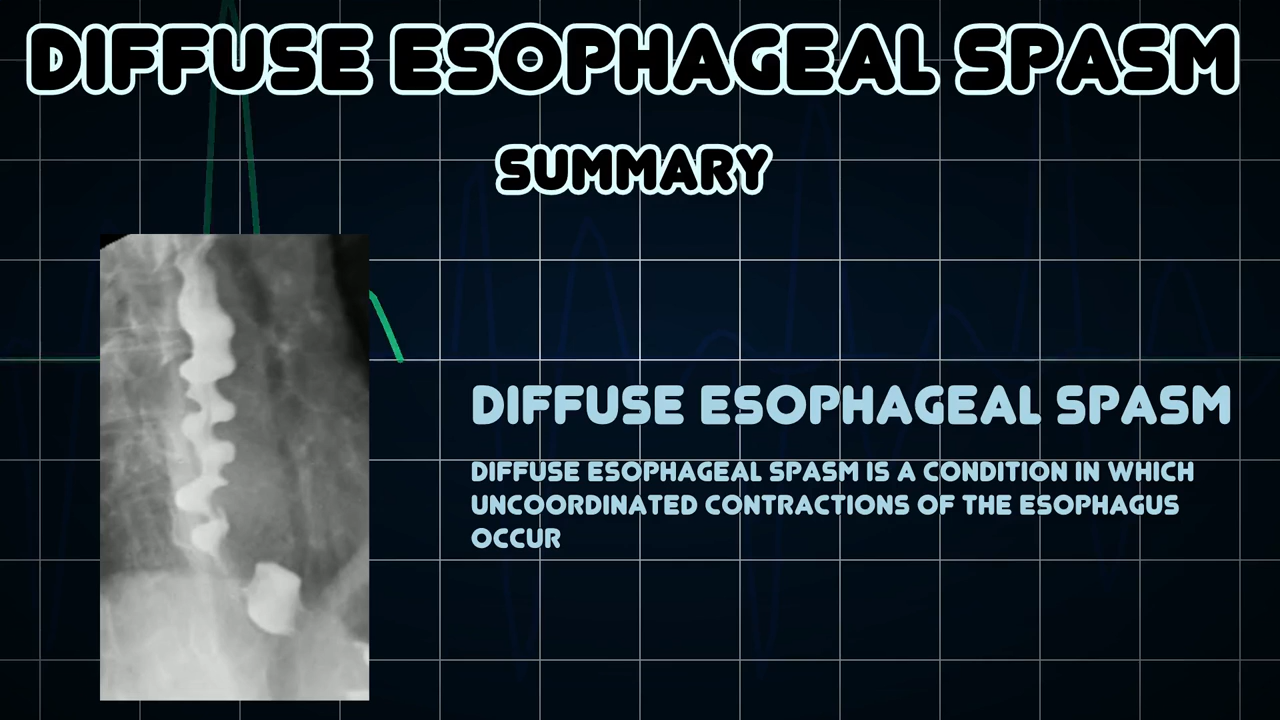 DIFFUSE ESOPHAGEAL SPASM
SUMMARY
DIFFUSE ESOPHAGEAL SPASM
DIFFUSE ESOPHAGEAL SPASM IS A CONDITION IN WHICH
UNCOORDINATED CONTRACTIONS OF THE ESOPHAGUS
OCCUR